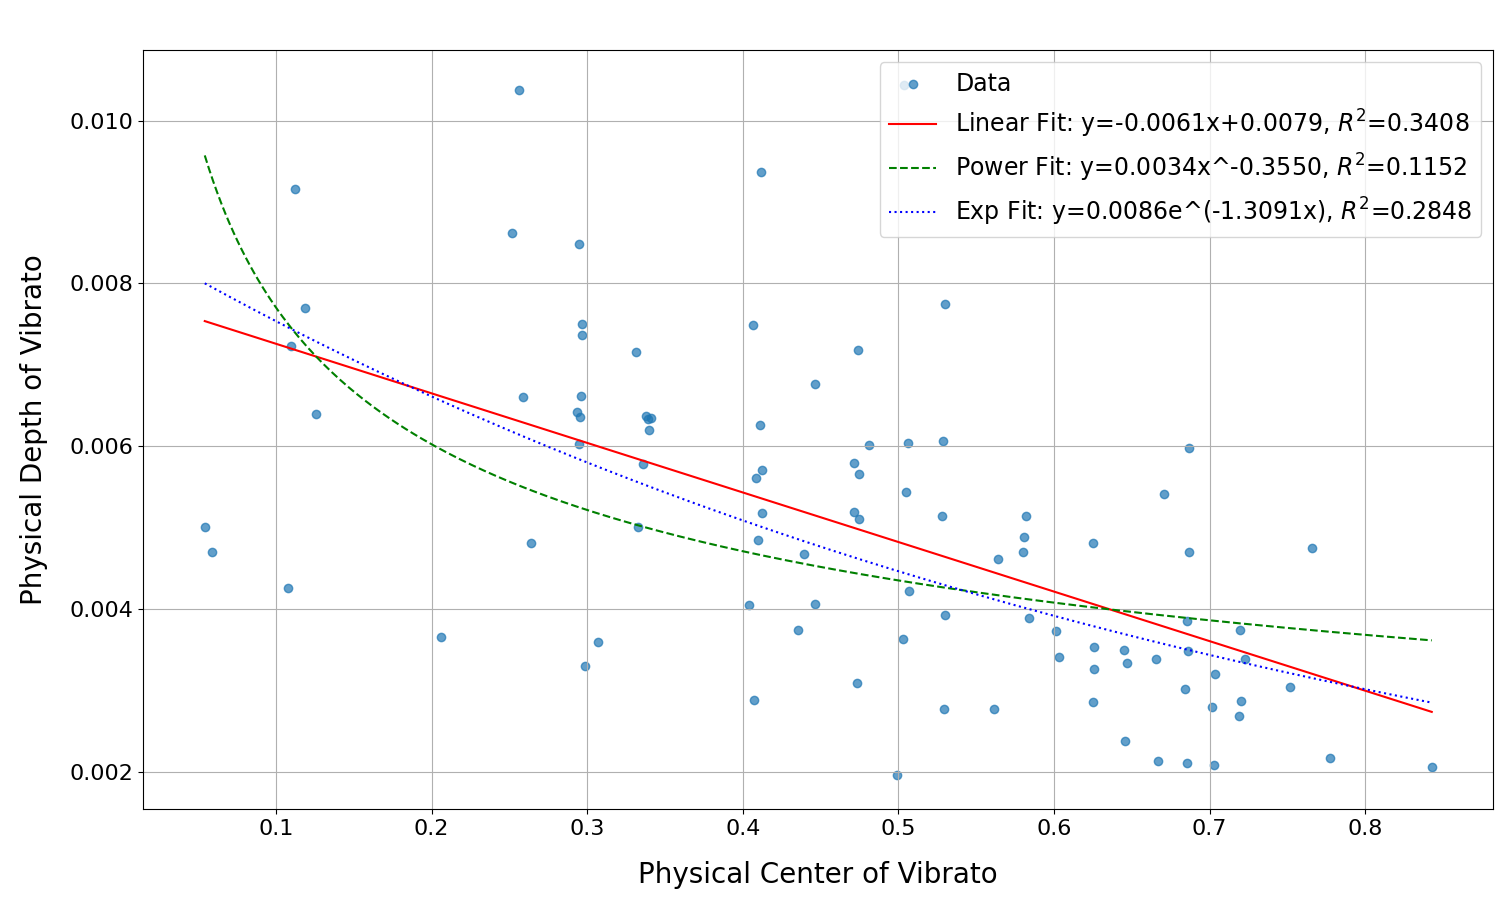 0.010
0.008
0.006
0.004
0.002
Physical Depth of Vibrato
Data
Linear Fit: y=-0.0061x+0.0079, R²=0.3408
Power Fit: y=0.0034x^-0.3550, R²=0.1152
Exp Fit: y=0.0086e^(-1.3091x), R²=0.2848
0.1 0.2 0.3 0.4 0.5 0.6 0.7 0.8
Physical Center of Vibrato